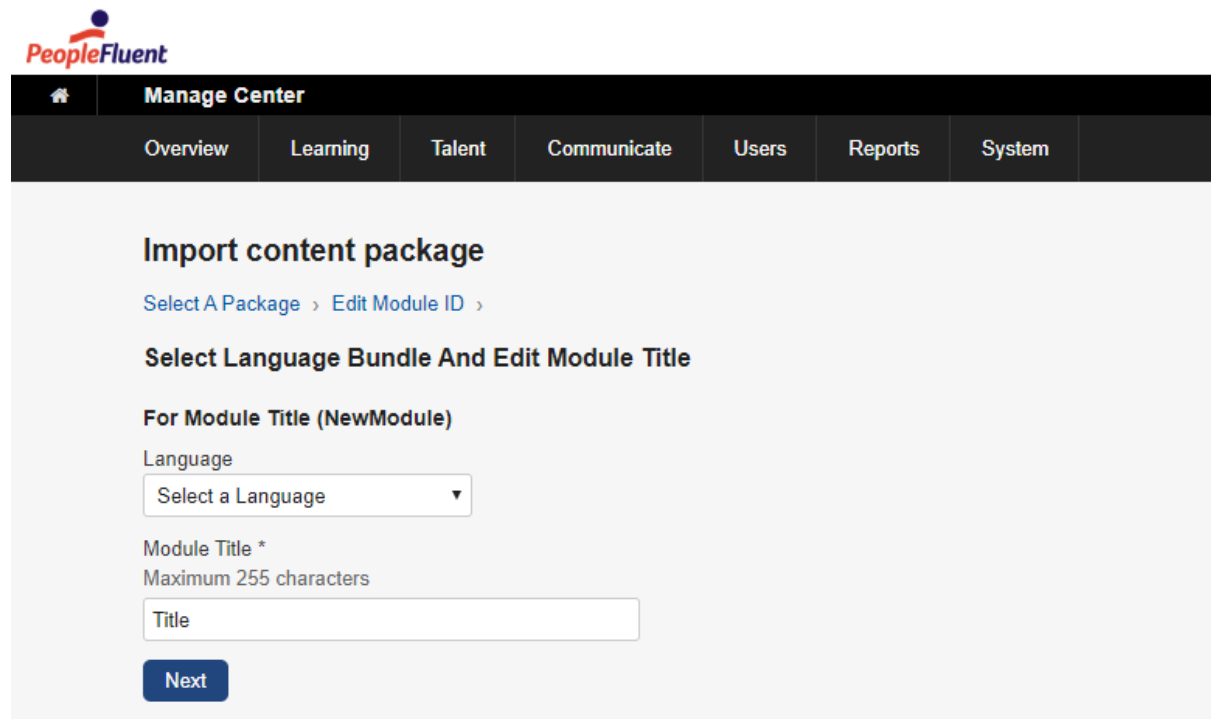 PeopleFluent
Manage Center
Overview Learning Talent Communicate Users Reports System
Import content package
Select A Package › Edit Module ID ›
Select Language Bundle And Edit Module Title
For Module Title (NewModule)
Language
Select a Language
Module Title *
Maximum 255 characters
Title
Next